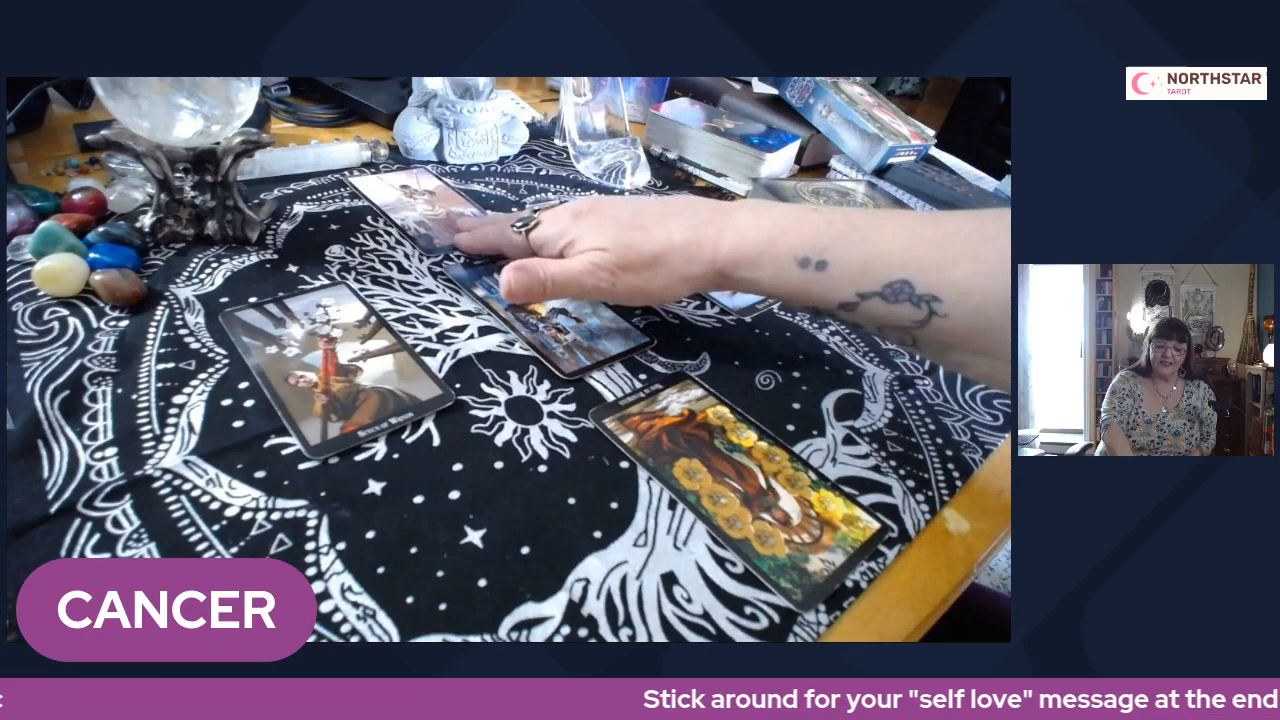 NORTHSTAR
TAROT
CANCER
Stick around for your "self love" message at the end